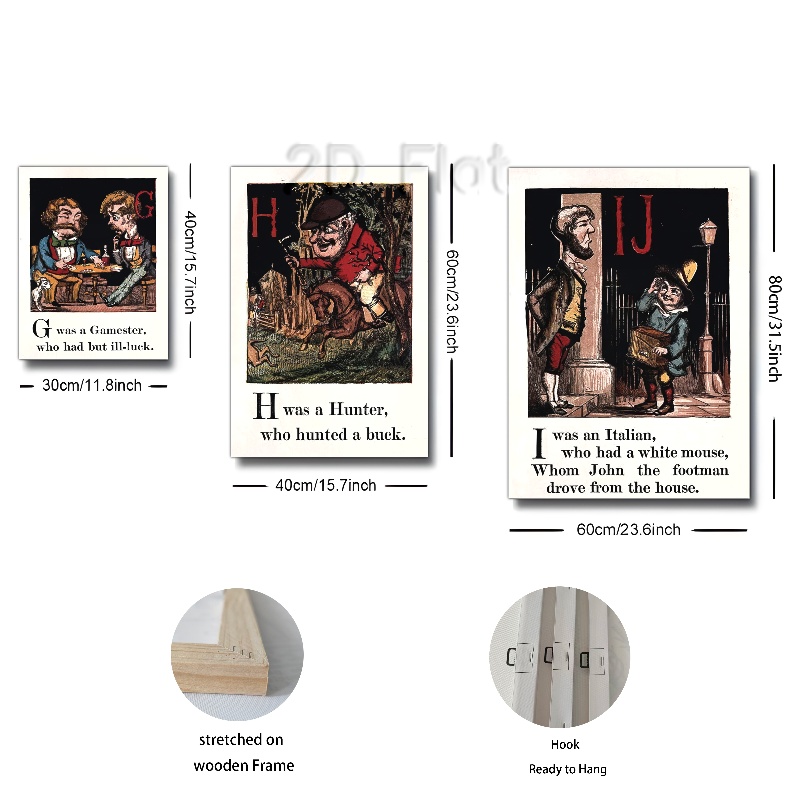 2D Flat
G
G was a Gamester,
who had but ill-luck.
40cm/15.7inch
30cm/11.8inch
H
H was a Hunter,
who hunted a buck.
60cm/23.6inch
40cm/15.7inch
IJ
I was an Italian,
who had a white mouse,
Whom John the footman
drove from the house.
80cm/31.5inch
60cm/23.6inch
stretched on
wooden Frame
Hook
Ready to Hang